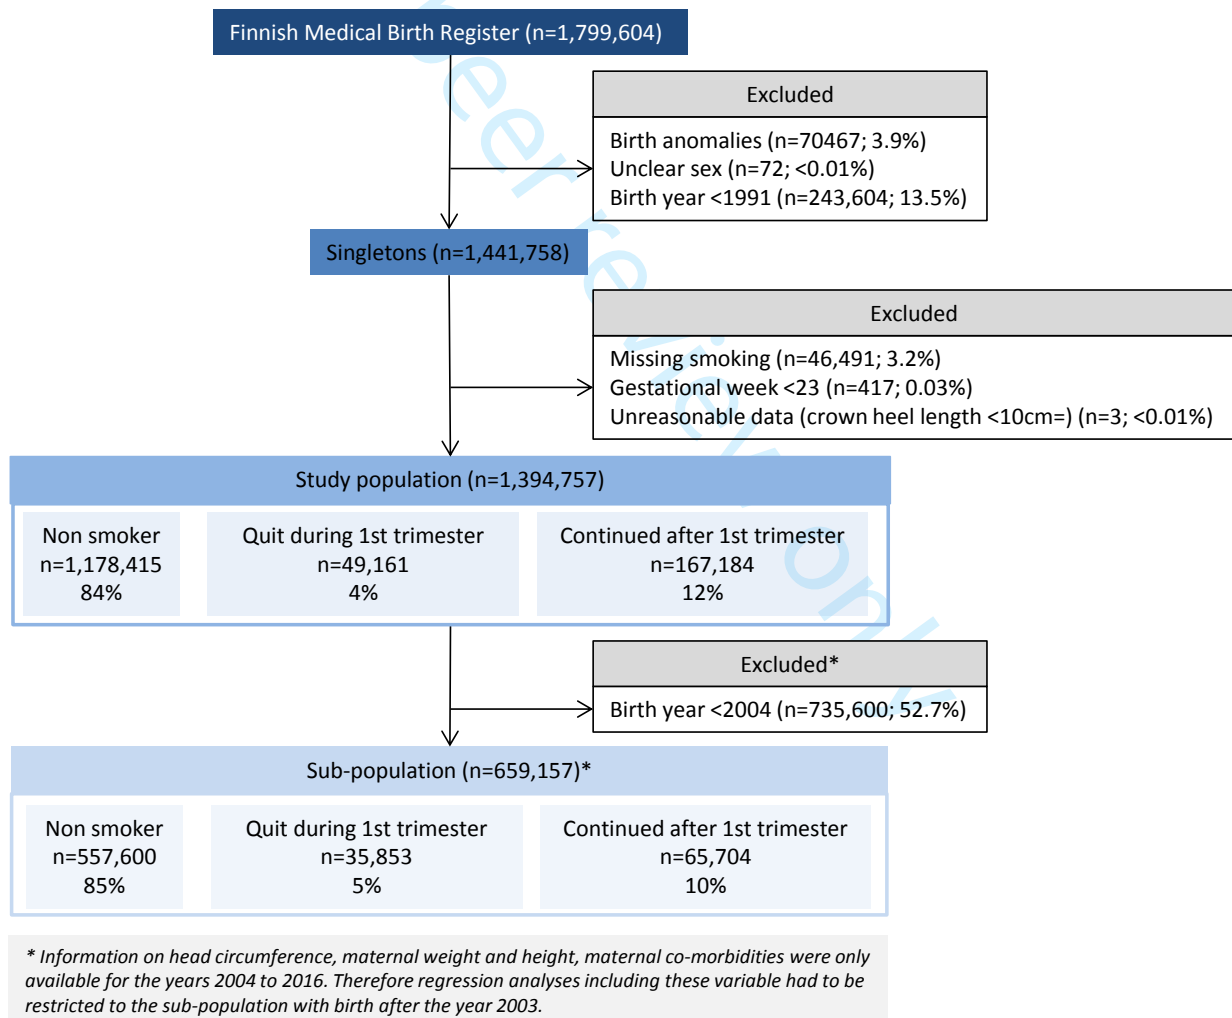 Finnish Medical Birth Register (n=1,799,604)
Excluded
Birth anomalies (n=70467; 3.9%)
Unclear sex (n=72; <0.01%)
Birth year <1991 (n=243,604; 13.5%)
Singletons (n=1,441,758)
Excluded
Missing smoking (n=46,491; 3.2%)
Gestational week <23 (n=417; 0.03%)
Unreasonable data (crown heel length <10cm=) (n=3; <0.01%)
Study population (n=1,394,757)
Non smoker
n=1,178,415
84%
Quit during 1st trimester
n=49,161
4%
Continued after 1st trimester
n=167,184
12%
Excluded*
Birth year <2004 (n=735,600; 52.7%)
Sub-population (n=659,157)*
Non smoker
n=557,600
85%
Quit during 1st trimester
n=35,853
5%
Continued after 1st trimester
n=65,704
10%
* Information on head circumference, maternal weight and height, maternal co-morbidities were only
available for the years 2004 to 2016. Therefore regression analyses including these variable had to be
restricted to the sub-population with birth after the year 2003.
peer review only